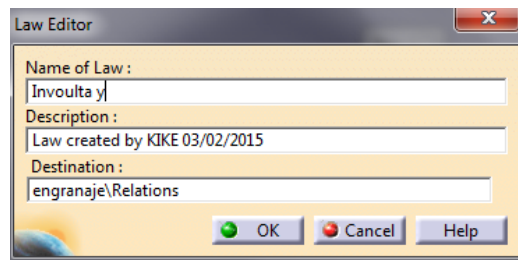 Law Editor
Name of Law :
Invoulta y
Description :
Law created by KIKE 03/02/2015
Destination :
engranaje\Relations
OK Cancel Help